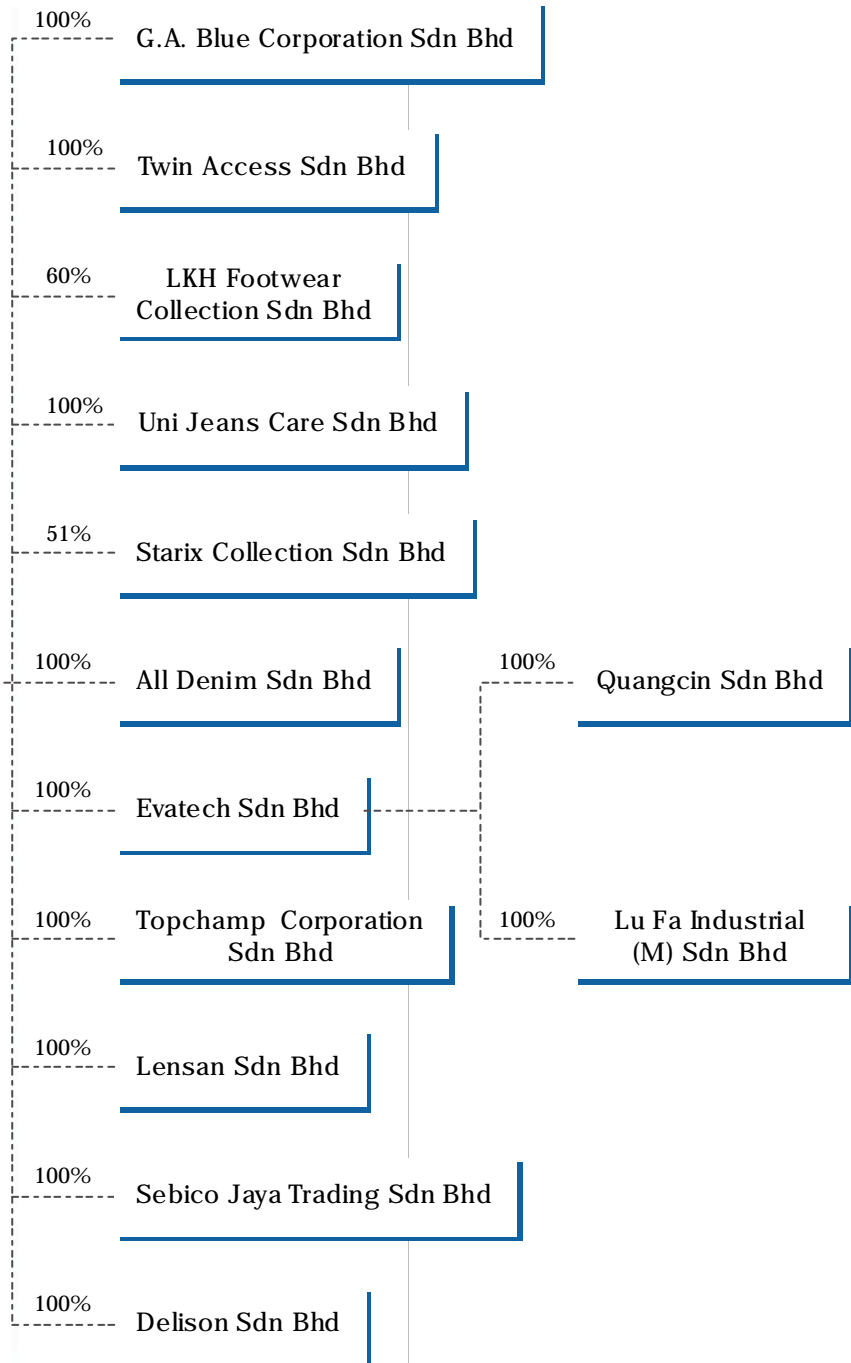 100%
G.A. Blue Corporation Sdn Bhd
100%
Twin Access Sdn Bhd
60%
LKH Footwear
Collection Sdn Bhd
100%
Uni Jeans Care Sdn Bhd
51%
Starix Collection Sdn Bhd
100%
All Denim Sdn Bhd
100%
Quangcin Sdn Bhd
100%
Evatech Sdn Bhd
100%
Topchamp Corporation
Sdn Bhd
100%
Lu Fa Industrial
(M) Sdn Bhd
100%
Lensan Sdn Bhd
100%
Sebico Jaya Trading Sdn Bhd
100%
Delison Sdn Bhd